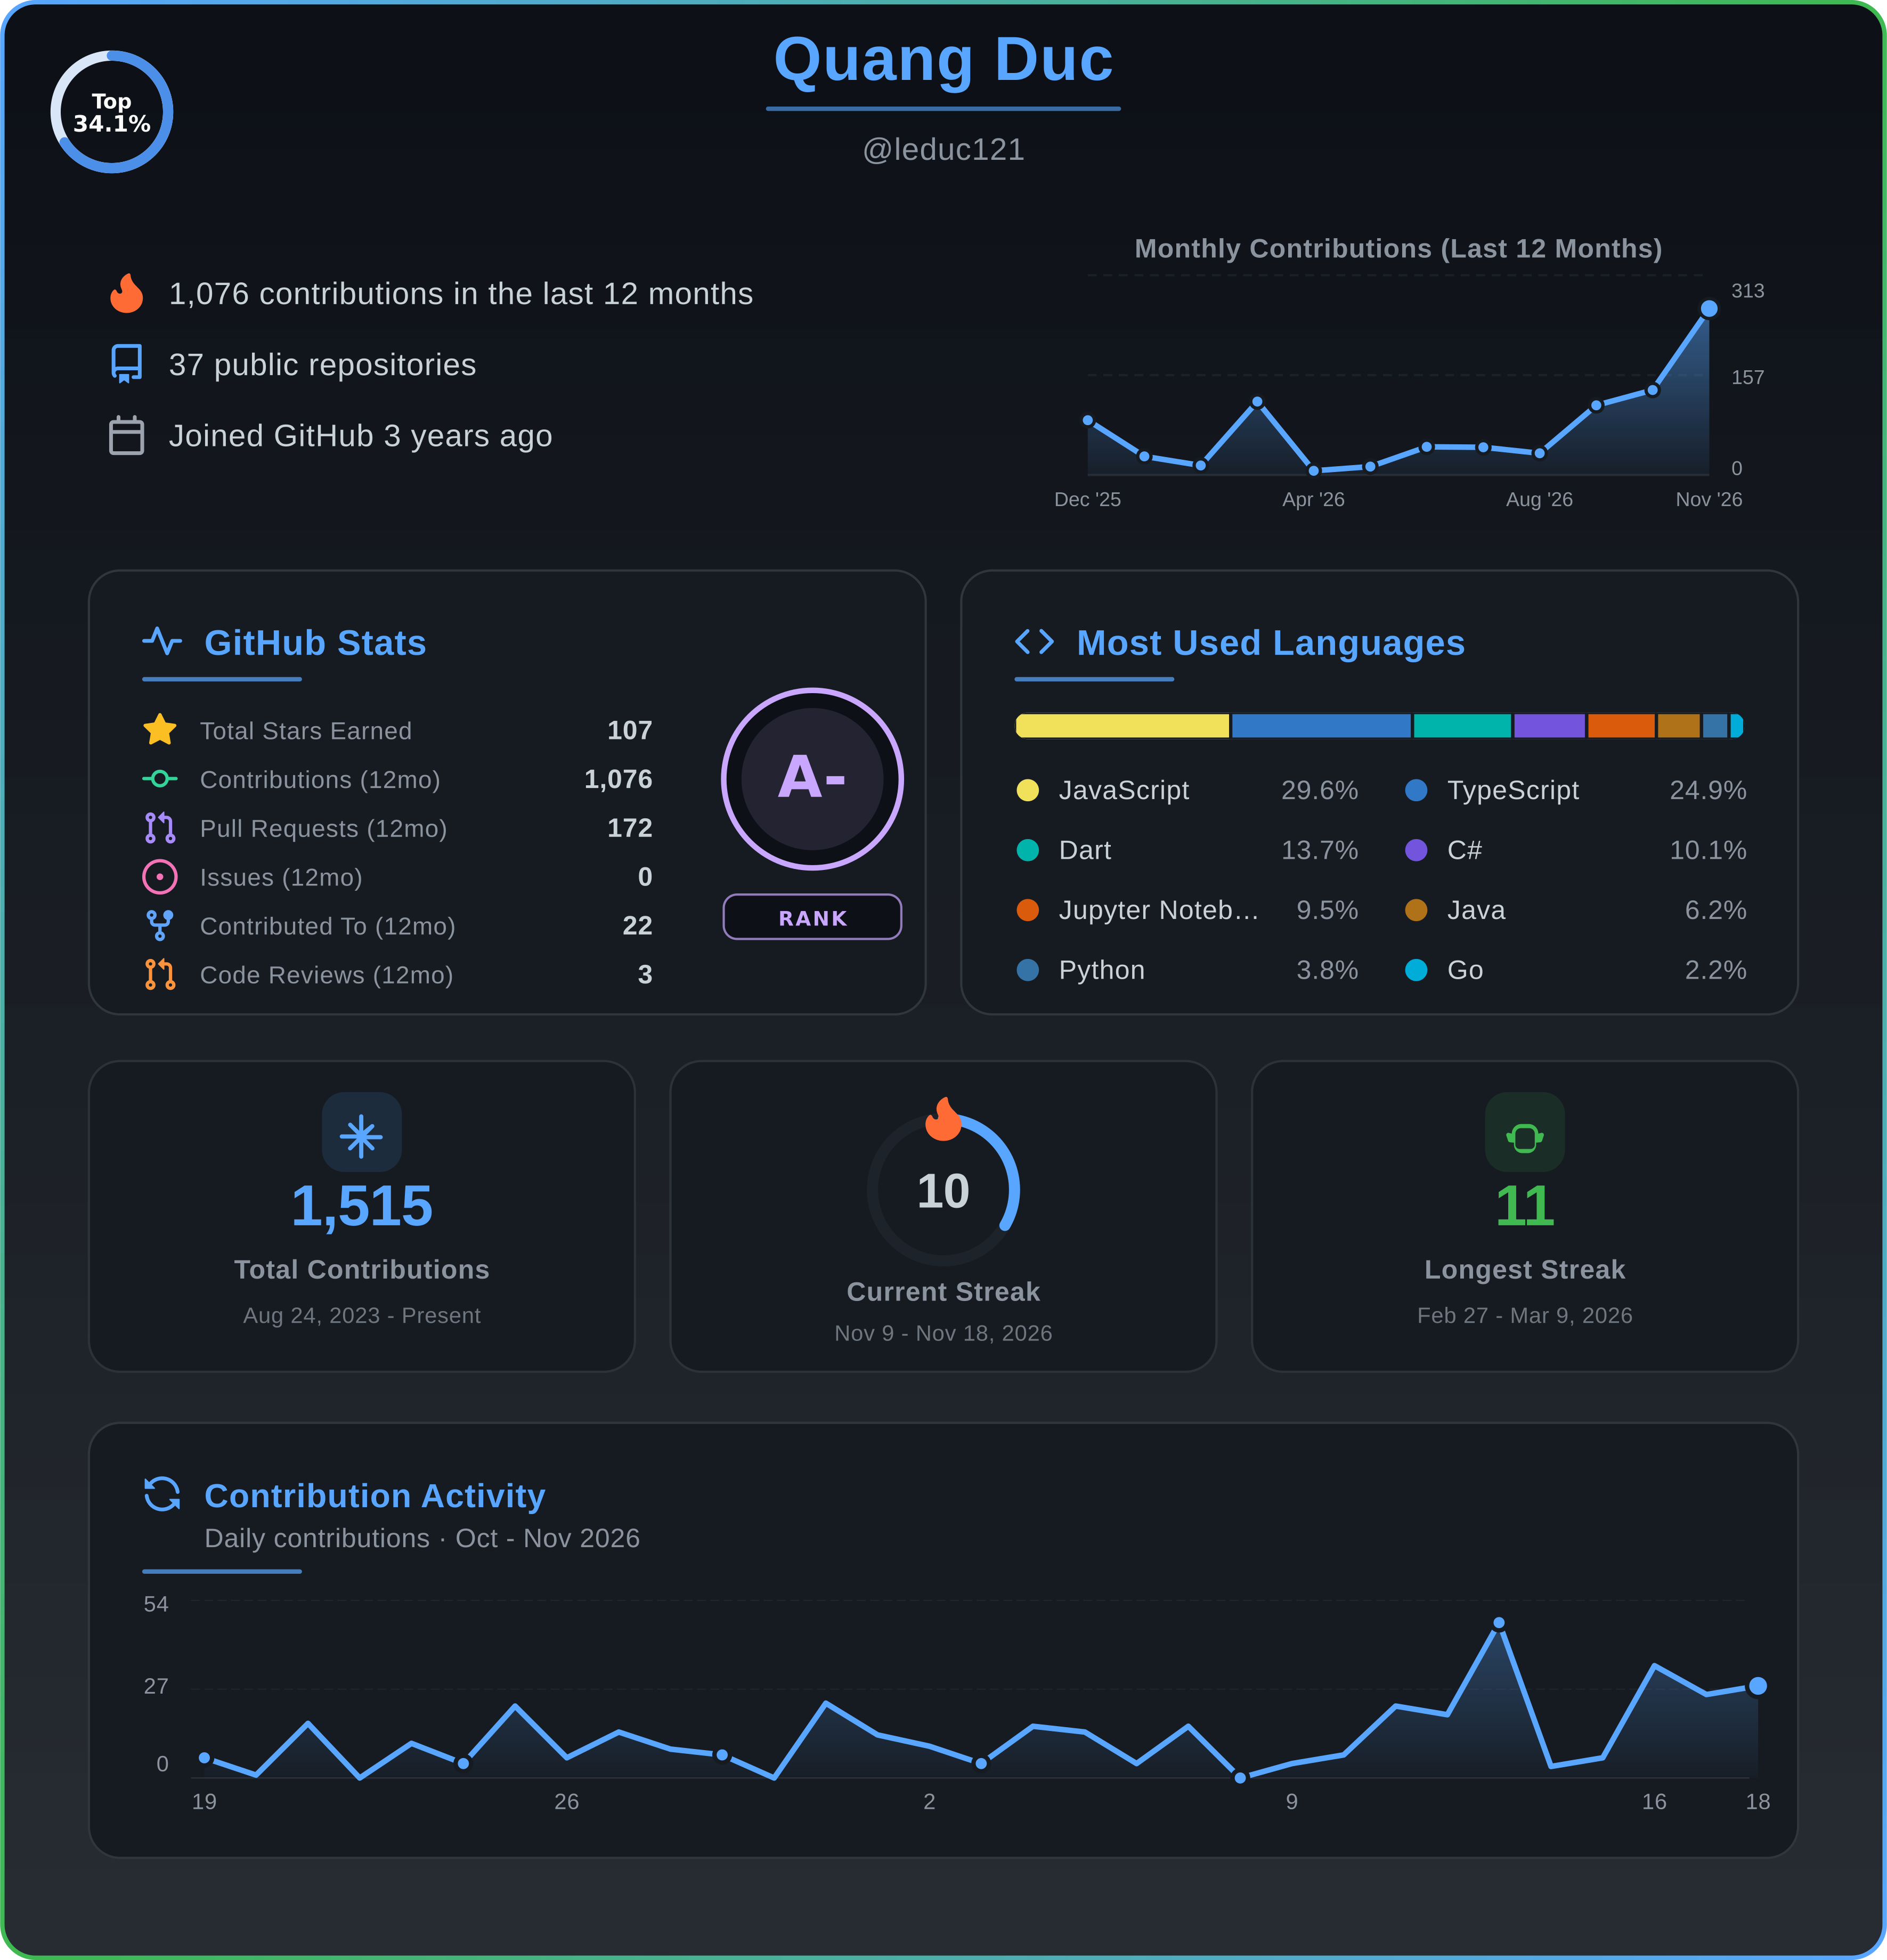 Quang Duc
Top
34.1%
@leduc121
1,076 contributions in the last 12 months
37 public repositories
Joined GitHub 3 years ago
Monthly Contributions (Last 12 Months)
313
157
0
Dec '25 Apr '26 Aug '26 Nov '26
GitHub Stats
Total Stars Earned 107
Contributions (12mo) 1,076
Pull Requests (12mo) 172
Issues (12mo) 0
Contributed To (12mo) 22
Code Reviews (12mo) 3
A-
RANK
Most Used Languages
JavaScript 29.6% TypeScript 24.9%
Dart 13.7% C# 10.1%
Jupyter Noteb... 9.5% Java 6.2%
Python 3.8% Go 2.2%
1,515
Total Contributions
Aug 24, 2023 - Present
10
Current Streak
Nov 9 - Nov 18, 2026
11
Longest Streak
Feb 27 - Mar 9, 2026
Contribution Activity
Daily contributions · Oct - Nov 2026
54
27
0
19 26 2 9 16 18